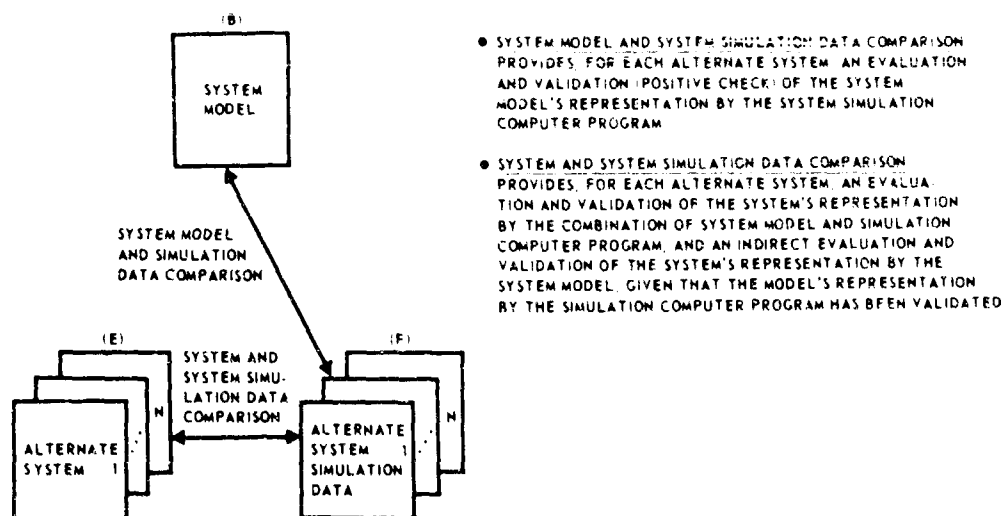 (B)
SYSTEM
MODEL
● SYSTEM MODEL AND SYSTEM SIMULATION DATA COMPARISON
PROVIDES, FOR EACH ALTERNATE SYSTEM, AN EVALUATION
AND VALIDATION (POSITIVE CHECK) OF THE SYSTEM
MODEL'S REPRESENTATION BY THE SYSTEM SIMULATION
COMPUTER PROGRAM
● SYSTEM AND SYSTEM SIMULATION DATA COMPARISON
PROVIDES, FOR EACH ALTERNATE SYSTEM, AN EVALUA-
TION AND VALIDATION OF THE SYSTEM'S REPRESENTATION
BY THE COMBINATION OF SYSTEM MODEL AND SIMULATION
COMPUTER PROGRAM, AND AN INDIRECT EVALUATION AND
VALIDATION OF THE SYSTEM'S REPRESENTATION BY THE
SYSTEM MODEL, GIVEN THAT THE MODEL'S REPRESENTATION
BY THE SIMULATION COMPUTER PROGRAM HAS BEEN VALIDATED
SYSTEM MODEL
AND SIMULATION
DATA COMPARISON
(E)
N
ALTERNATE
SYSTEM 1
SYSTEM AND
SYSTEM SIMU-
LATION DATA
COMPARISON
(F)
N
ALTERNATE
SYSTEM 1
SIMULATION
DATA